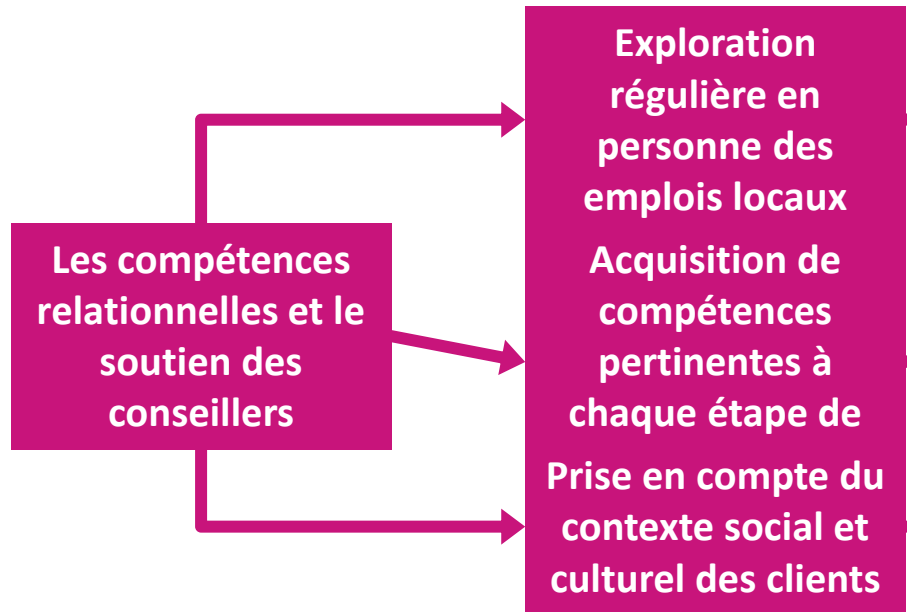 Les compétences
relationnelles et le
soutien des
conseillers
Exploration
régulière en
personne des
emplois locaux
Acquisition de
compétences
pertinentes à
chaque étape de
Prise en compte du
contexte social et
culturel des clients